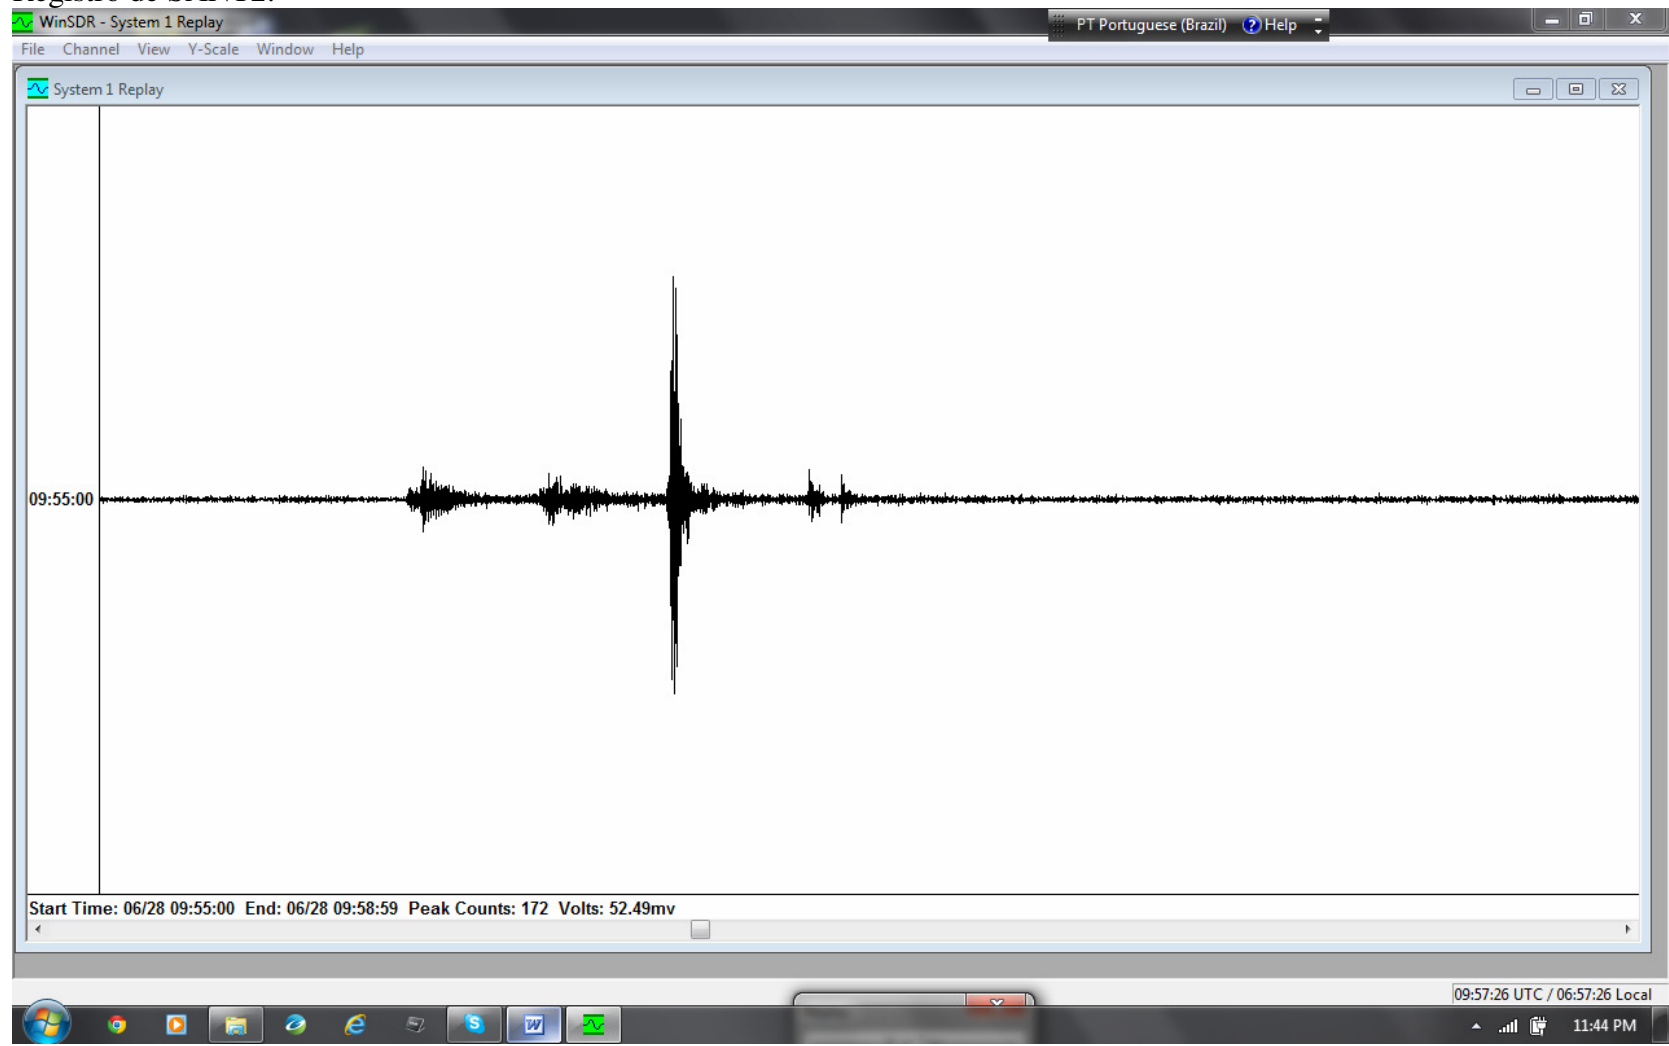 WinSDR - System 1 Replay
PT Portuguese (Brazil) Help
File Channel View Y-Scale Window Help
System 1 Replay
09:55:00
Start Time: 06/28 09:55:00 End: 06/28 09:58:59 Peak Counts: 172 Volts: 52.49mv
09:57:26 UTC / 06:57:26 Local
11:44 PM